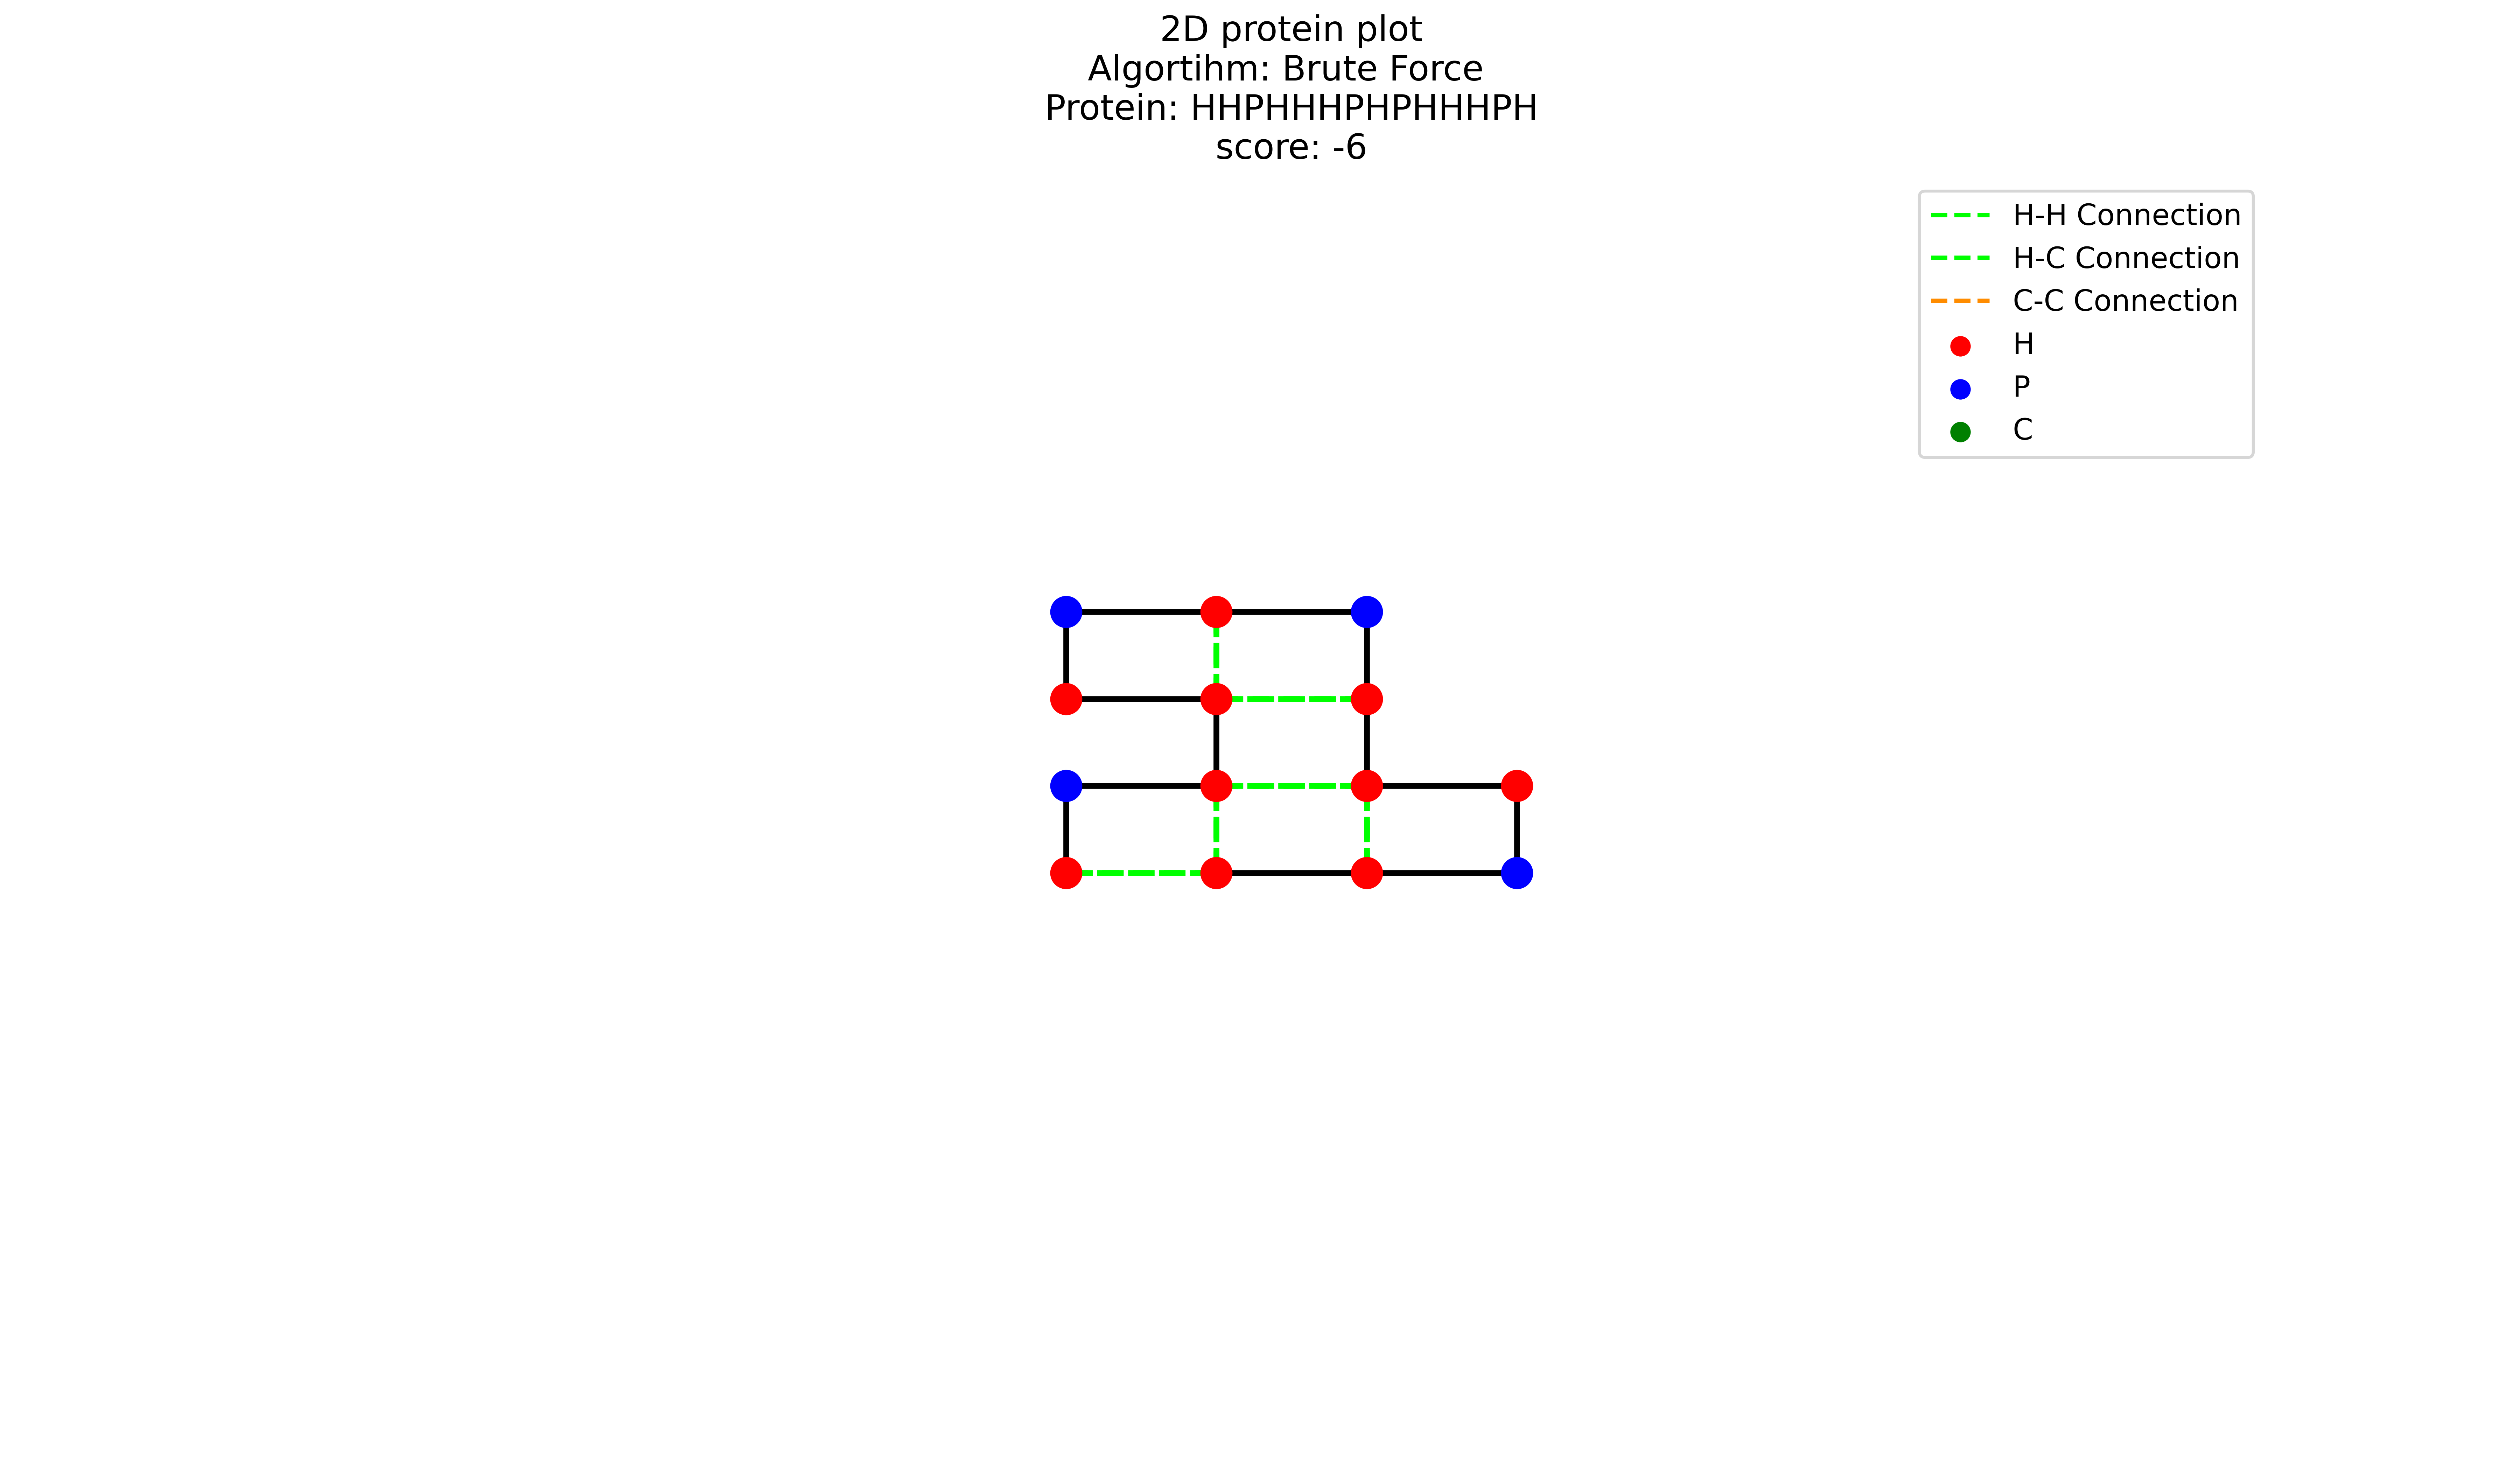 2D protein plot
Algortihm: Brute Force
Protein: HHPHHHPHPHHHPH
score: -6
H-H Connection
H-C Connection
C-C Connection
H
P
C